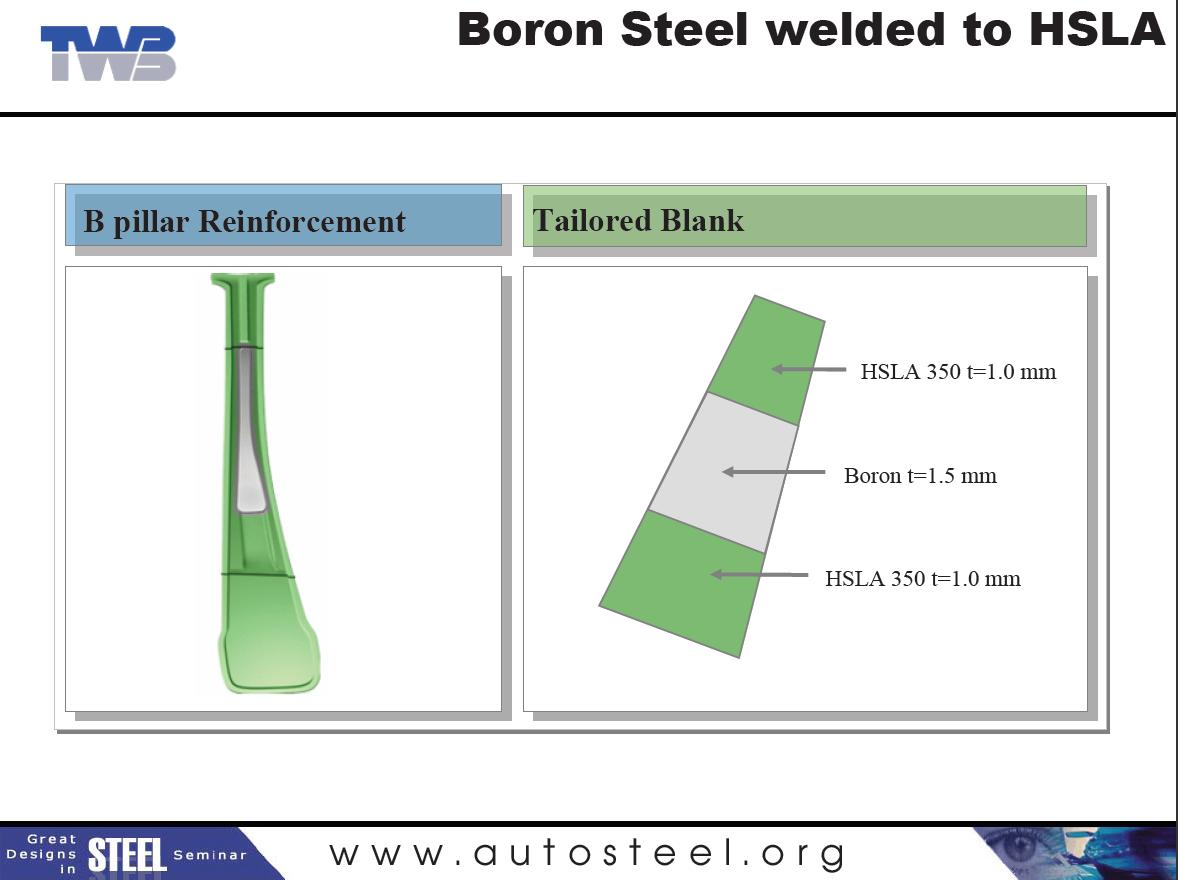 TWB
Boron Steel welded to HSLA
B pillar Reinforcement
Tailored Blank
HSLA 350 t=1.0 mm
Boron t=1.5 mm
HSLA 350 t=1.0 mm
Great
Designs
in
STEEL
Seminar
www.autosteel.org